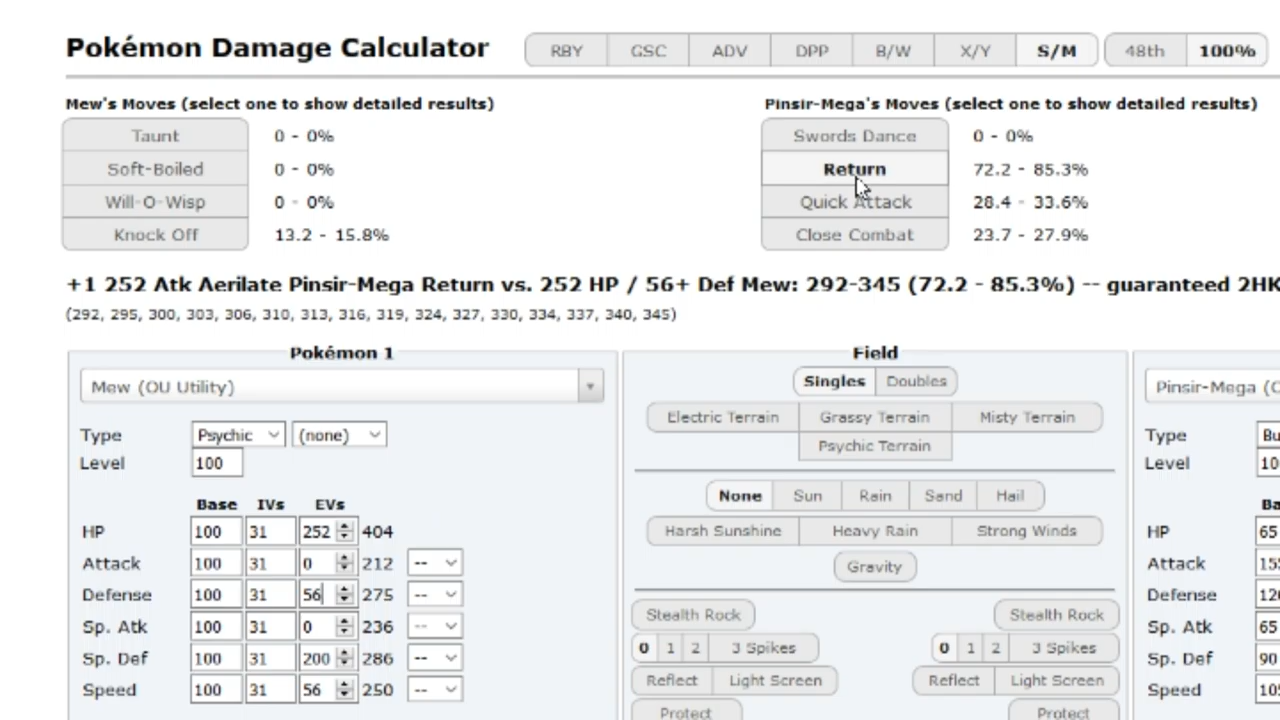 Pokémon Damage Calculator RBY GSC ADV DPP B/W X/Y S/M 48th 100%
Mew's Moves (select one to show detailed results) Pinsir-Mega's Moves (select one to show detailed results)
Taunt 0 - 0% Swords Dance 0 - 0%
Soft-Boiled 0 - 0% Return 72.2 - 85.3%
Will-O-Wisp 0 - 0% Quick Attack 28.4 - 33.6%
Knock Off 13.2 - 15.8% Close Combat 23.7 - 27.9%
+1 252 Atk Aerilate Pinsir-Mega Return vs. 252 HP / 56+ Def Mew: 292-345 (72.2 - 85.3%) -- guaranteed 2HK
(292, 295, 300, 303, 306, 310, 313, 316, 319, 324, 327, 330, 334, 337, 340, 345)
Pokémon 1 Field
Mew (OU Utility) Singles Doubles Pinsir-Mega (O
Electric Terrain Grassy Terrain Misty Terrain
Type Psychic (none) Psychic Terrain Type Bu
Level 100 Level 10
None Sun Rain Sand Hail
Base IVs EVs Ba
HP 100 31 252 404 Harsh Sunshine Heavy Rain Strong Winds HP 65
Attack 100 31 0 212 -- Gravity Attack 155
Defense 100 31 56 275 -- Defense 120
Stealth Rock Stealth Rock
Sp. Atk 100 31 0 236 -- Sp. Atk 65
0 1 2 3 Spikes 0 1 2 3 Spikes
Sp. Def 100 31 200 286 -- Sp. Def 90
Reflect Light Screen Reflect Light Screen
Speed 100 31 56 250 -- Speed 105
Protect Protect